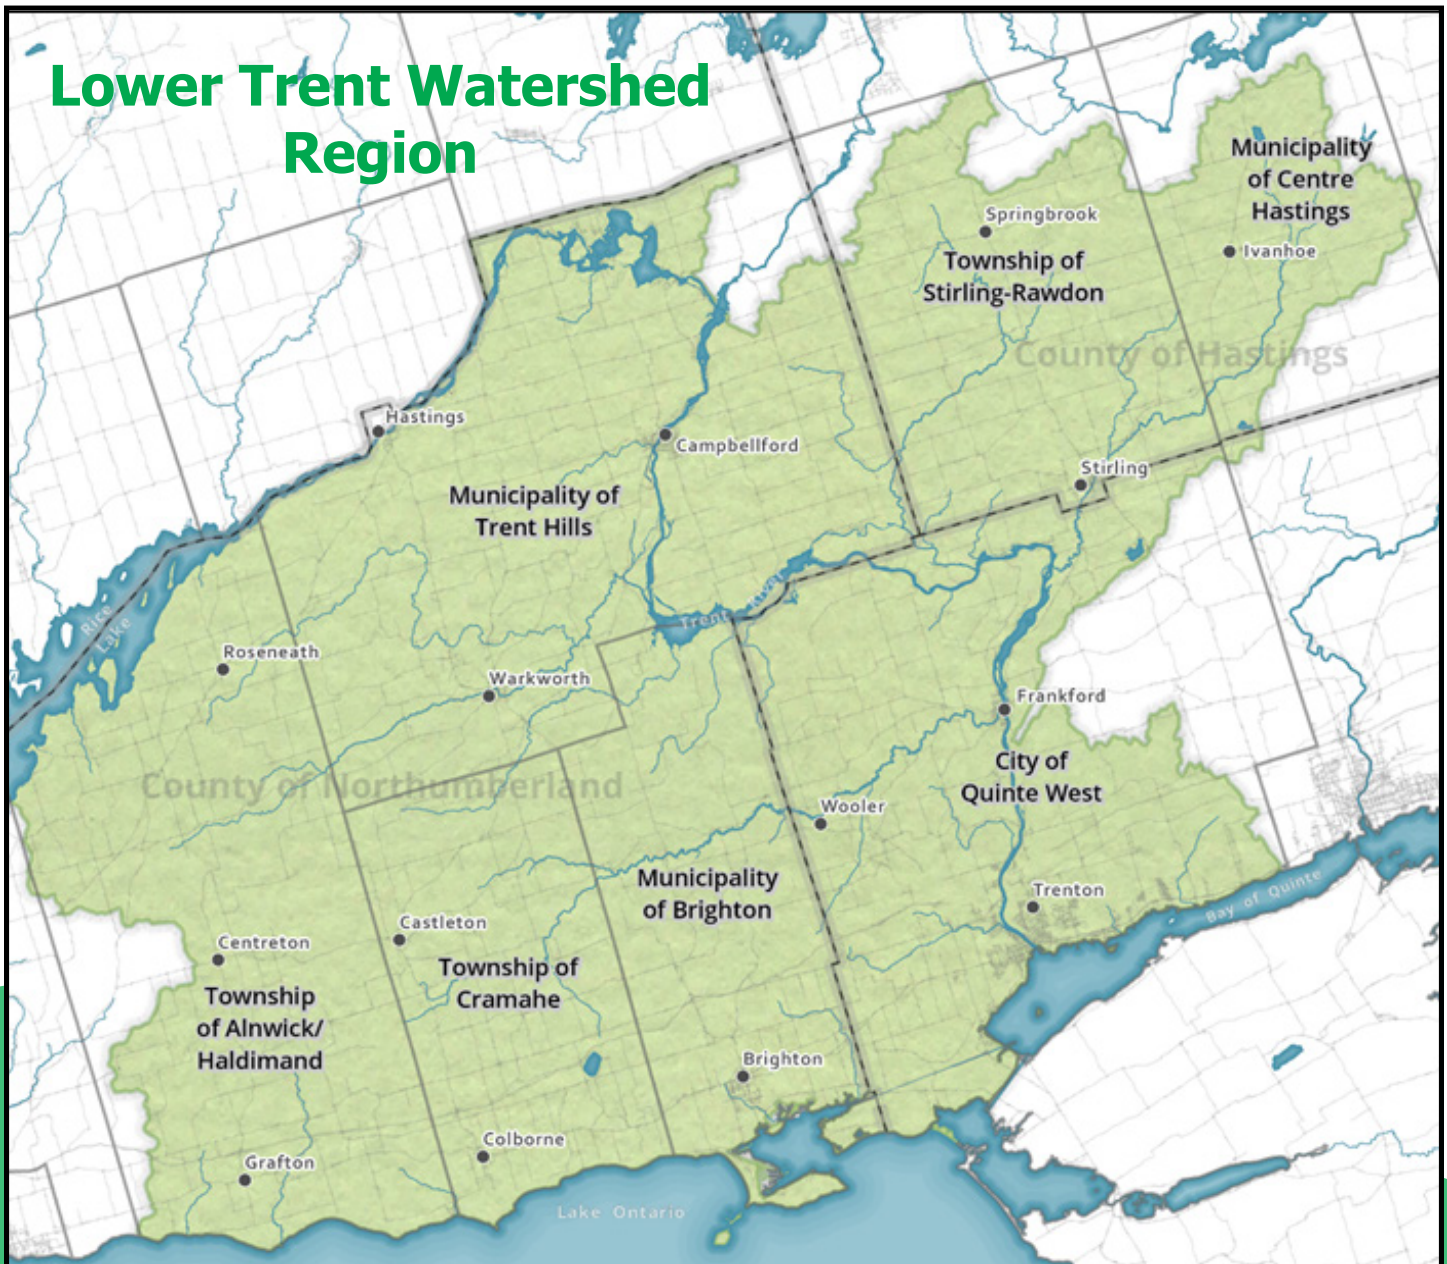 Lower Trent Watershed
Region
Municipality
of Centre
Hastings
Springbrook
Ivanhoe
Township of
Stirling-Rawdon
County of Hastings
Hastings
Campbellford
Stirling
Municipality of
Trent Hills
Trent River
Rice
Lake
Roseneath
Warkworth
Frankford
County of Northumberland
City of
Quinte West
Wooler
Municipality
of Brighton
Trenton
Bay of Quinte
Castleton
Centreton
Township of
Cramahe
Township
of Alnwick/
Haldimand
Brighton
Colborne
Grafton
Lake Ontario